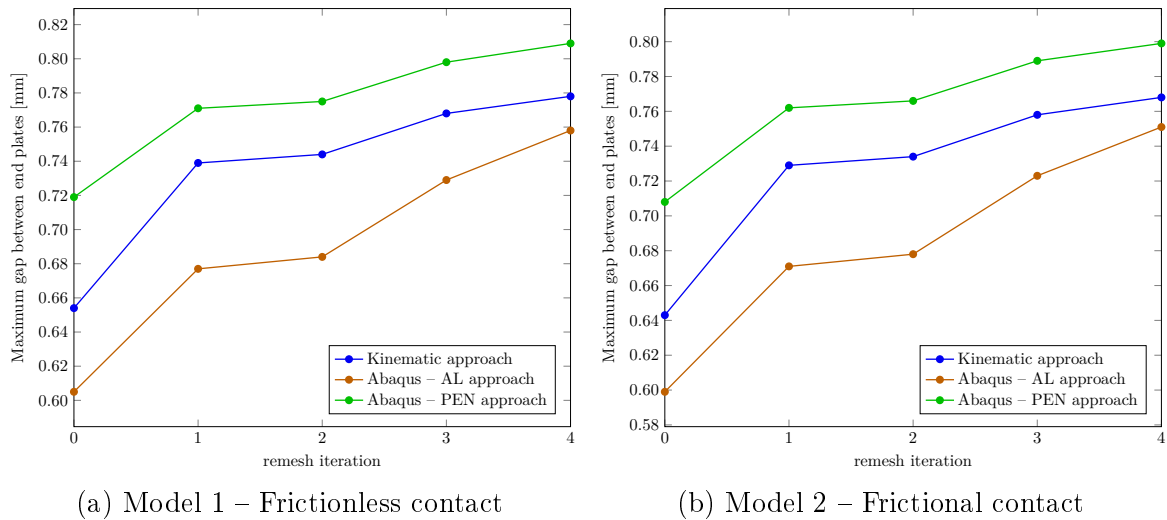 0.82
0.80
0.78
0.76
0.74
0.72
0.70
0.68
0.66
0.64
0.62
0.60
Maximum gap between end plates [mm]
Kinematic approach
Abaqus – AL approach
Abaqus – PEN approach
0 1 2 3 4
remesh iteration
(a) Model 1 – Frictionless contact
0.80
0.78
0.76
0.74
0.72
0.70
0.68
0.66
0.64
0.62
0.60
0.58
Maximum gap between end plates [mm]
Kinematic approach
Abaqus – AL approach
Abaqus – PEN approach
0 1 2 3 4
remesh iteration
(b) Model 2 – Frictional contact